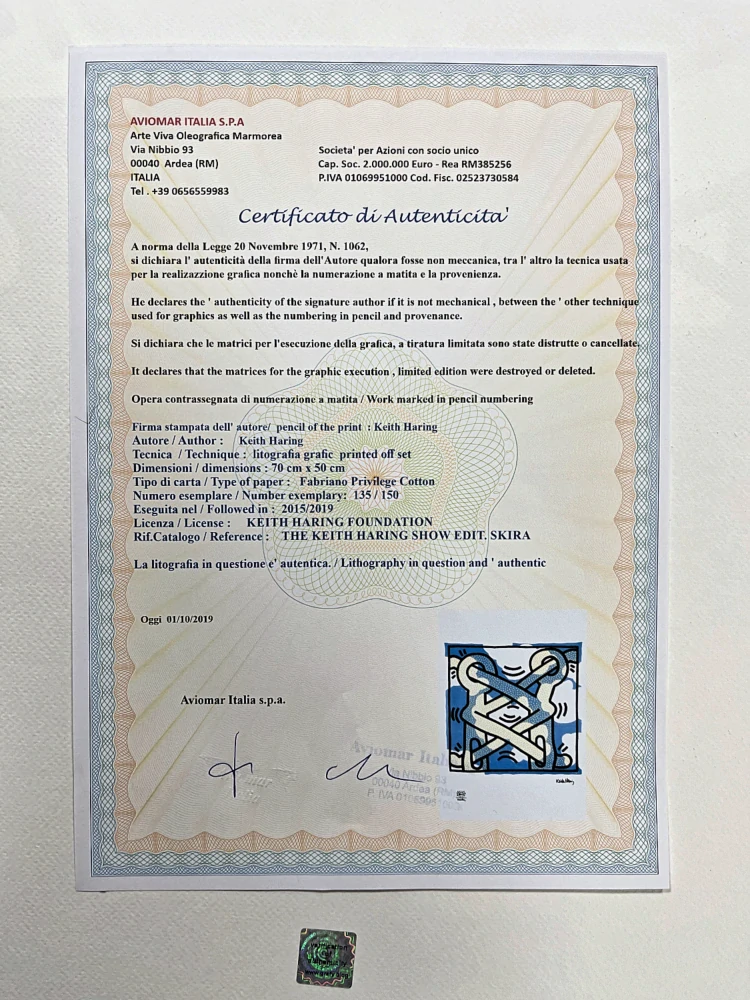 AVIOMAR ITALIA S.P.A
Arte Viva Oleografica Marmorea
Via Nibbio 93
00040 Ardea (RM)
ITALIA
Tel . +39 0656559983
Societa' per Azioni con socio unico
Cap. Soc. 2.000.000 Euro - Rea RM385256
P.IVA 01069951000 Cod. Fisc. 02523730584
Certificato di Autenticita'
A norma della Legge 20 Novembre 1971, N. 1062,
si dichiara l' autenticità della firma dell'Autore qualora fosse non meccanica, tra l' altro la tecnica usata
per la realizazzione grafica nonchè la numerazione a matita e la provenienza.
He declares the ' authenticity of the signature author if it is not mechanical , between the ' other technique
used for graphics as well as the numbering in pencil and provenance.
Si dichiara che le matrici per l'esecuzione della grafica, a tiratura limitata sono state distrutte o cancellate.
It declares that the matrices for the graphic execution , limited edition were destroyed or deleted.
Opera contrassegnata di numerazione a matita / Work marked in pencil numbering
Firma stampata dell' autore/ pencil of the print : Keith Haring
Autore / Author : Keith Haring
Tecnica / Technique : litografia grafic printed off set
Dimensioni / dimensions : 70 cm x 50 cm
Tipo di carta / Type of paper : Fabriano Privilege Cotton
Numero esemplare / Number exemplary: 135 / 150
Eseguita nel / Followed in : 2015/2019
Licenza / License : KEITH HARING FOUNDATION
Rif.Catalogo / Reference : THE KEITH HARING SHOW EDIT. SKIRA
La litografia in questione e' autentica. / Lithography in question and ' authentic
Oggi 01/10/2019
Aviomar Italia s.p.a.
Aviomar Ital
Via Nibbio 93
00040 Ardea (RM)
P. IVA 01069951000